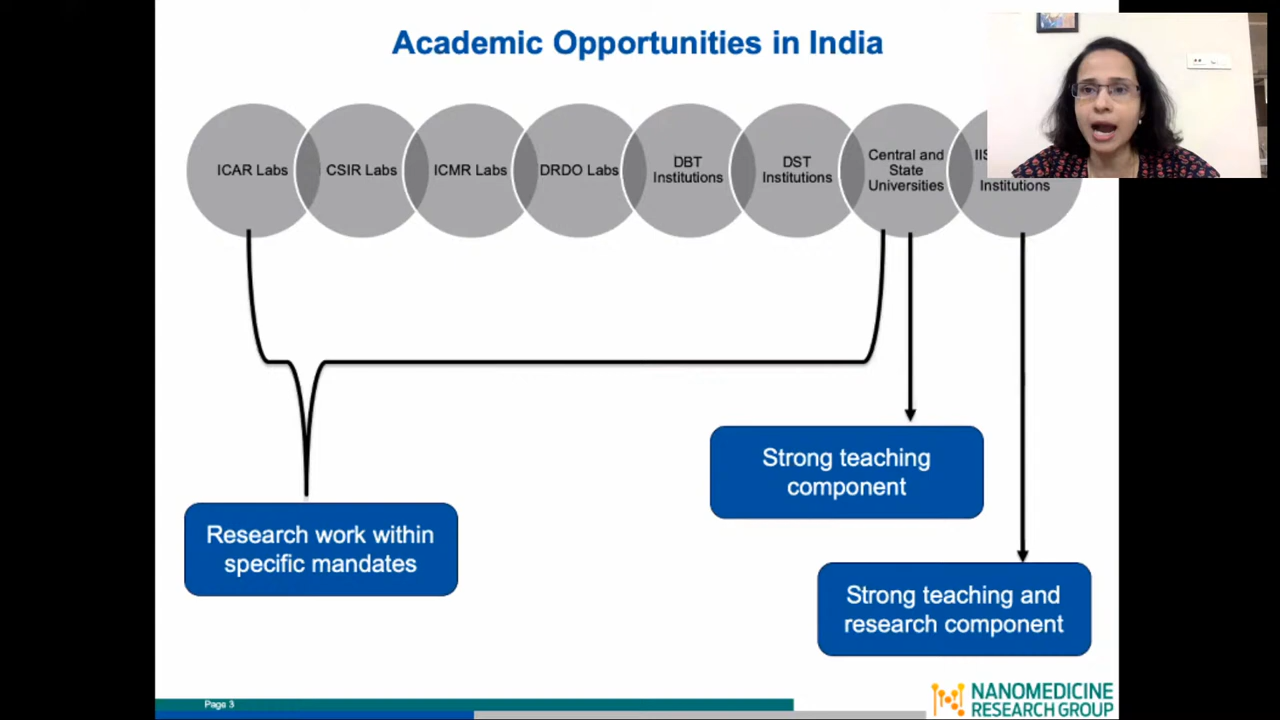 Academic Opportunities in India
ICAR Labs
CSIR Labs
ICMR Labs
DRDO Labs
DBT
Institutions
DST
Institutions
Central and
State
Universities
Institutions
Strong teaching
component
Research work within
specific mandates
Strong teaching and
research component
Page 3
NANOMEDICINE
RESEARCH GROUP